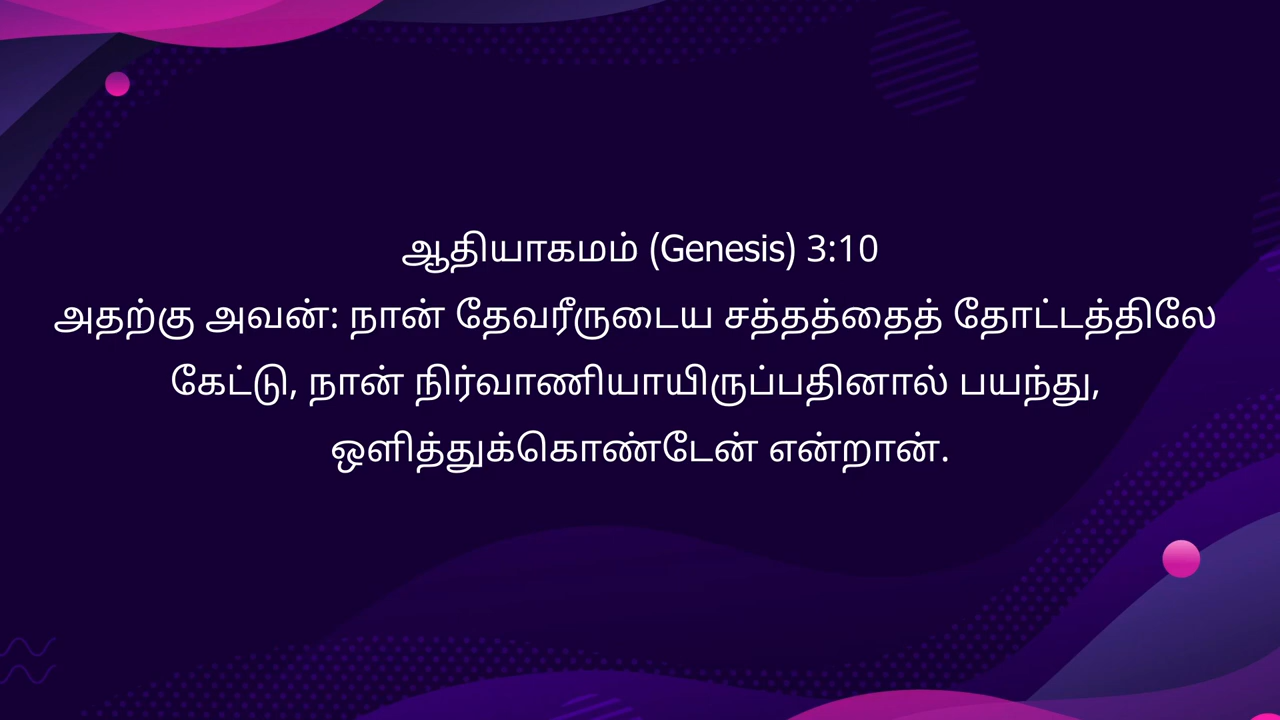 ஆதியாகமம் (Genesis) 3:10
அதற்கு அவன்: நான் தேவரீருடைய சத்தத்தைத் தோட்டத்திலே
கேட்டு, நான் நிர்வாணியாயிருப்பதினால் பயந்து,
ஒளித்துக்கொண்டேன் என்றான்.